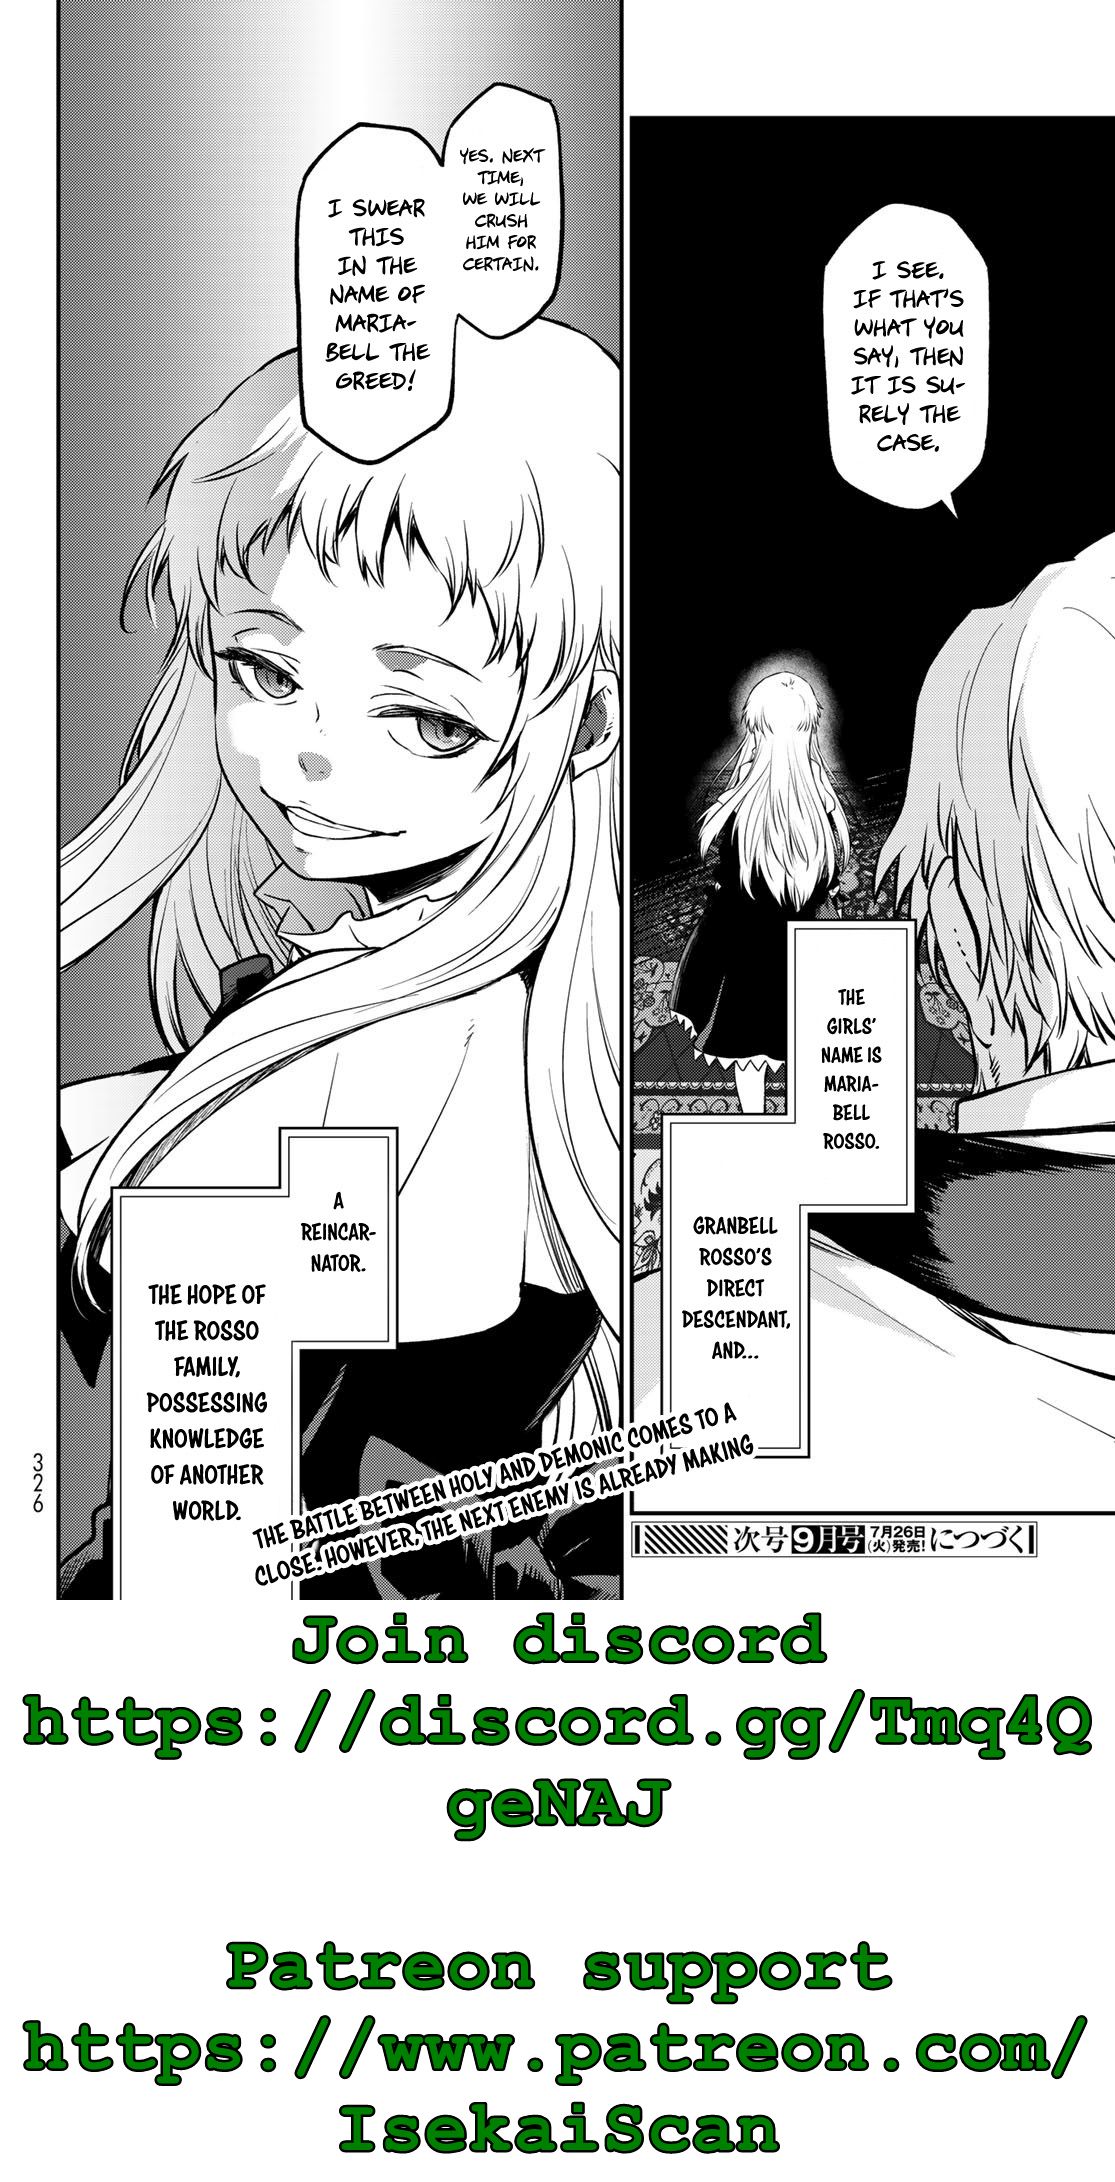 I SEE.
IF THAT'S
WHAT YOU
SAY, THEN
IT IS SU-
RELY THE
CASE.
THE
GIRLS'
NAME IS
MARIA-
BELL
ROSSO.
GRANBELL
ROSSO'S
DIRECT
DESCENDANT,
AND...
YES. NEXT
TIME,
WE WILL
CRUSH
HIM FOR
CERTAIN.
I SWEAR
THIS
IN THE
NAME OF
MARIA-
BELL THE
GREED!
A
REINCAR-
NATOR.
THE HOPE OF
THE ROSSO
FAMILY,
POSSESSING
KNOWLEDGE
OF ANOTHER
WORLD.
THE BATTLE BETWEEN HOLY AND DEMONIC COMES TO A
CLOSE. HOWEVER, THE NEXT ENEMY IS ALREADY MAKING
326
次号9月号7月26日(火)発売!につづく
Join discord
https://discord.gg/Tmq4Q
geNAJ
Patreon support
https://www.patreon.com/
IsekaiScan